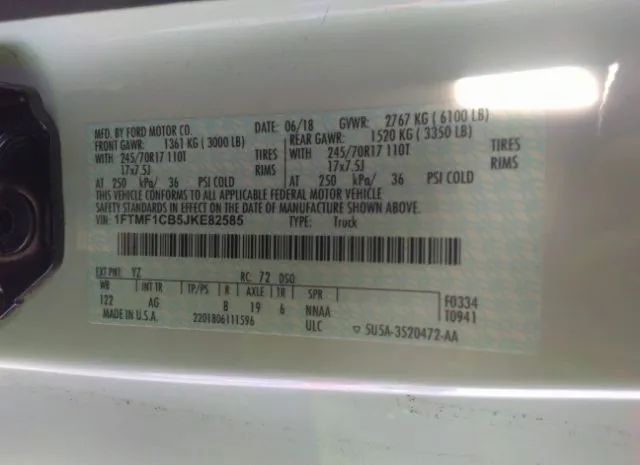 MFD. BY FORD MOTOR CO. DATE: 06/18 GVWR: 2767 KG ( 6100 LB)
FRONT GAWR: 1361 KG ( 3000 LB) REAR GAWR: 1520 KG ( 3350 LB)
WITH 245/70R17 110T TIRES WITH 245/70R17 110T TIRES
17x7.5J RIMS 17x7.5J RIMS
AT 250 kPa/ 36 PSI COLD AT 250 kPa/ 36 PSI COLD
THIS VEHICLE CONFORMS TO ALL APPLICABLE FEDERAL MOTOR VEHICLE
SAFETY STANDARDS IN EFFECT ON THE DATE OF MANUFACTURE SHOWN ABOVE.
VIN: 1FTMF1CB5JKE82585 TYPE: Truck
EXT PNT: YZ RC: 72 DSO:
WB INT TR TP/PS R AXLE TR SPR
122 AG B 19 6 NNAA F0334
MADE IN U.S.A. 2201806111596 ULC T0941
5U5A-3520472-AA